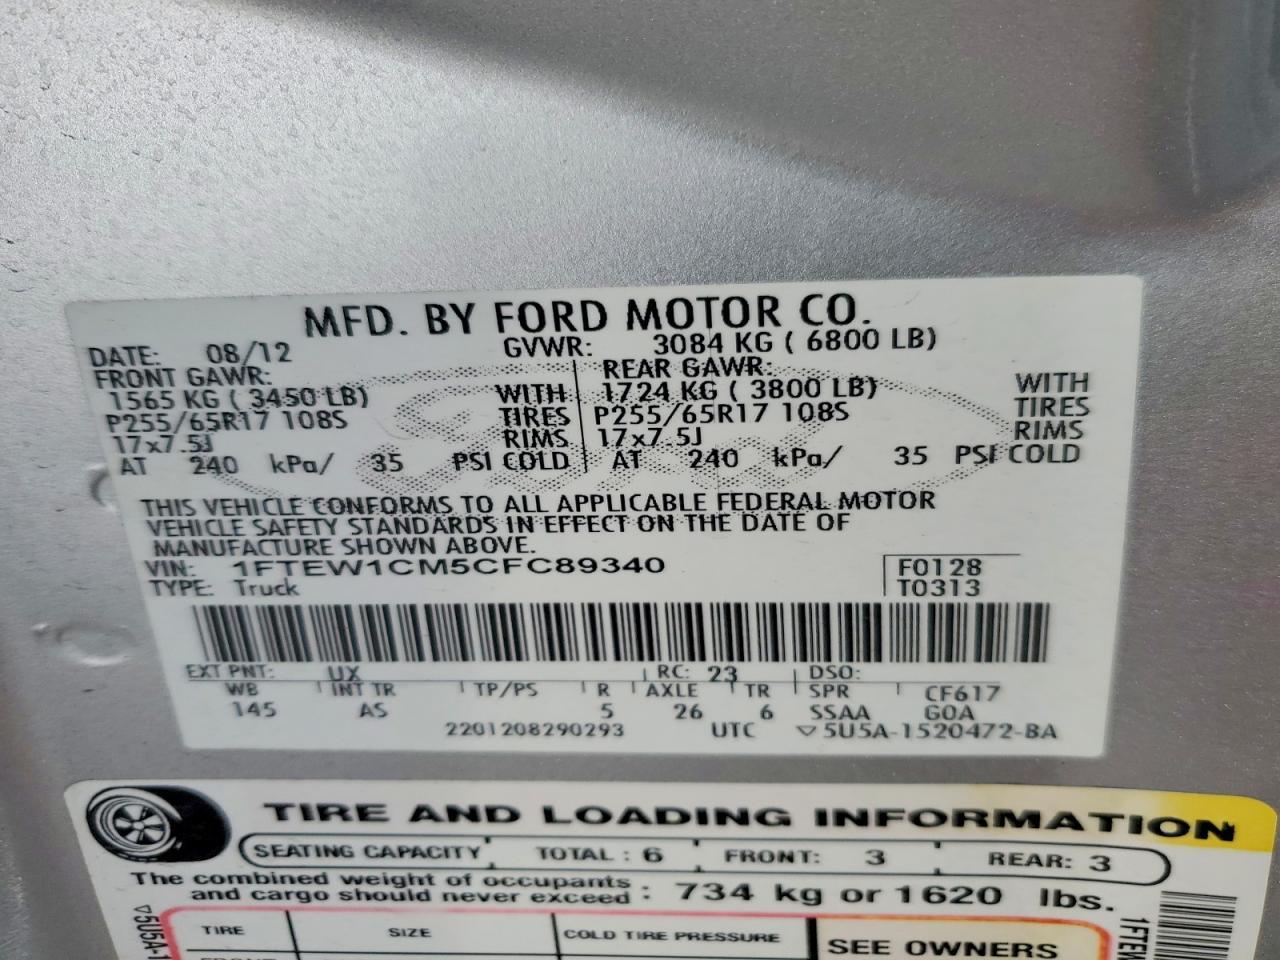 MFD. BY FORD MOTOR CO.
DATE: 08/12 GVWR: 3084 KG ( 6800 LB)
FRONT GAWR: REAR GAWR:
1565 KG ( 3450 LB) WITH 1724 KG ( 3800 LB) WITH
P255/65R17 108S TIRES P255/65R17 108S TIRES
17x7.5J RIMS 17x7.5J RIMS
AT 240 kPa/ 35 PSI COLD AT 240 kPa/ 35 PSI COLD
THIS VEHICLE CONFORMS TO ALL APPLICABLE FEDERAL MOTOR
VEHICLE SAFETY STANDARDS IN EFFECT ON THE DATE OF
MANUFACTURE SHOWN ABOVE.
VIN: 1FTEW1CM5CFC89340 F0128
TYPE: Truck T0313
EXT PNT: UX RC: 23 DSO:
WB INT TR TP/PS R AXLE TR SPR CF617
145 AS 5 26 6 SSAA GOA
2201208290293 UTC ▽5U5A-1520472-BA
TIRE AND LOADING INFORMATION
SEATING CAPACITY TOTAL : 6 FRONT: 3 REAR: 3
The combined weight of occupants
and cargo should never exceed : 734 kg or 1620 lbs.
TIRE SIZE COLD TIRE PRESSURE SEE OWNERS
▽5U5A-1
1FTEW